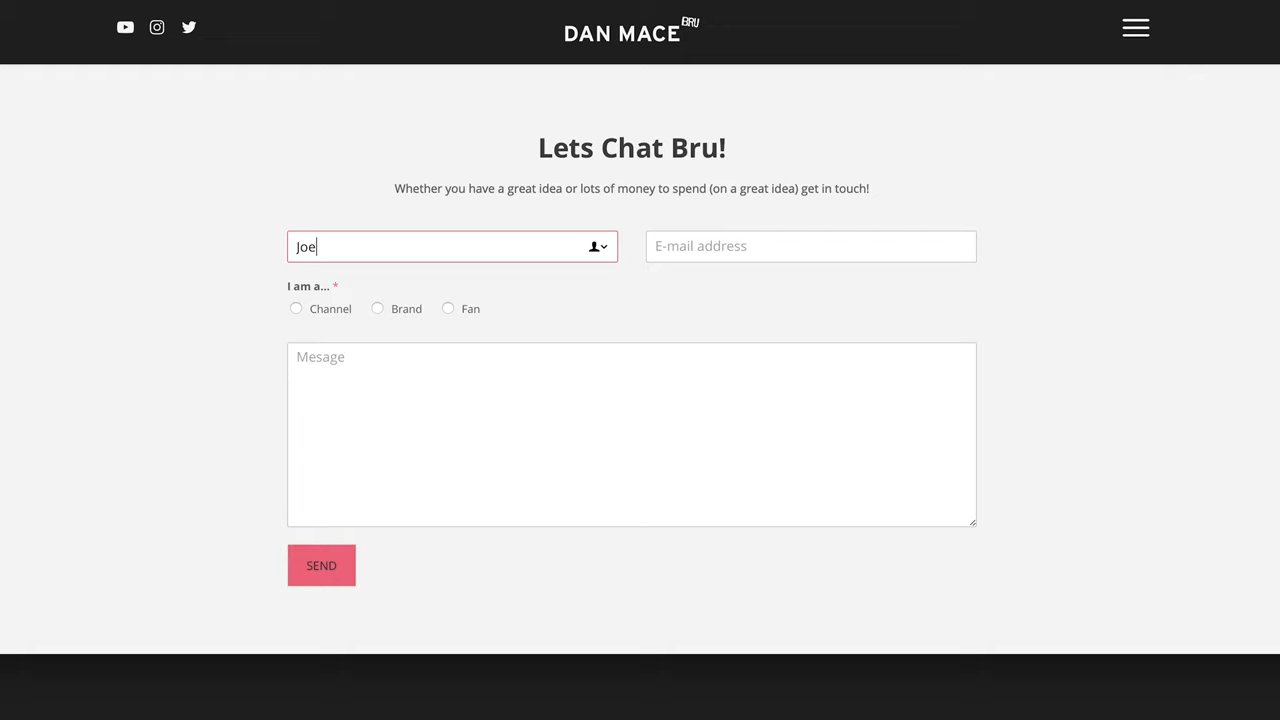 DAN MACE BRU
Lets Chat Bru!
Whether you have a great idea or lots of money to spend (on a great idea) get in touch!
Joe
E-mail address
I am a... *
Channel
Brand
Fan
Mesage
SEND